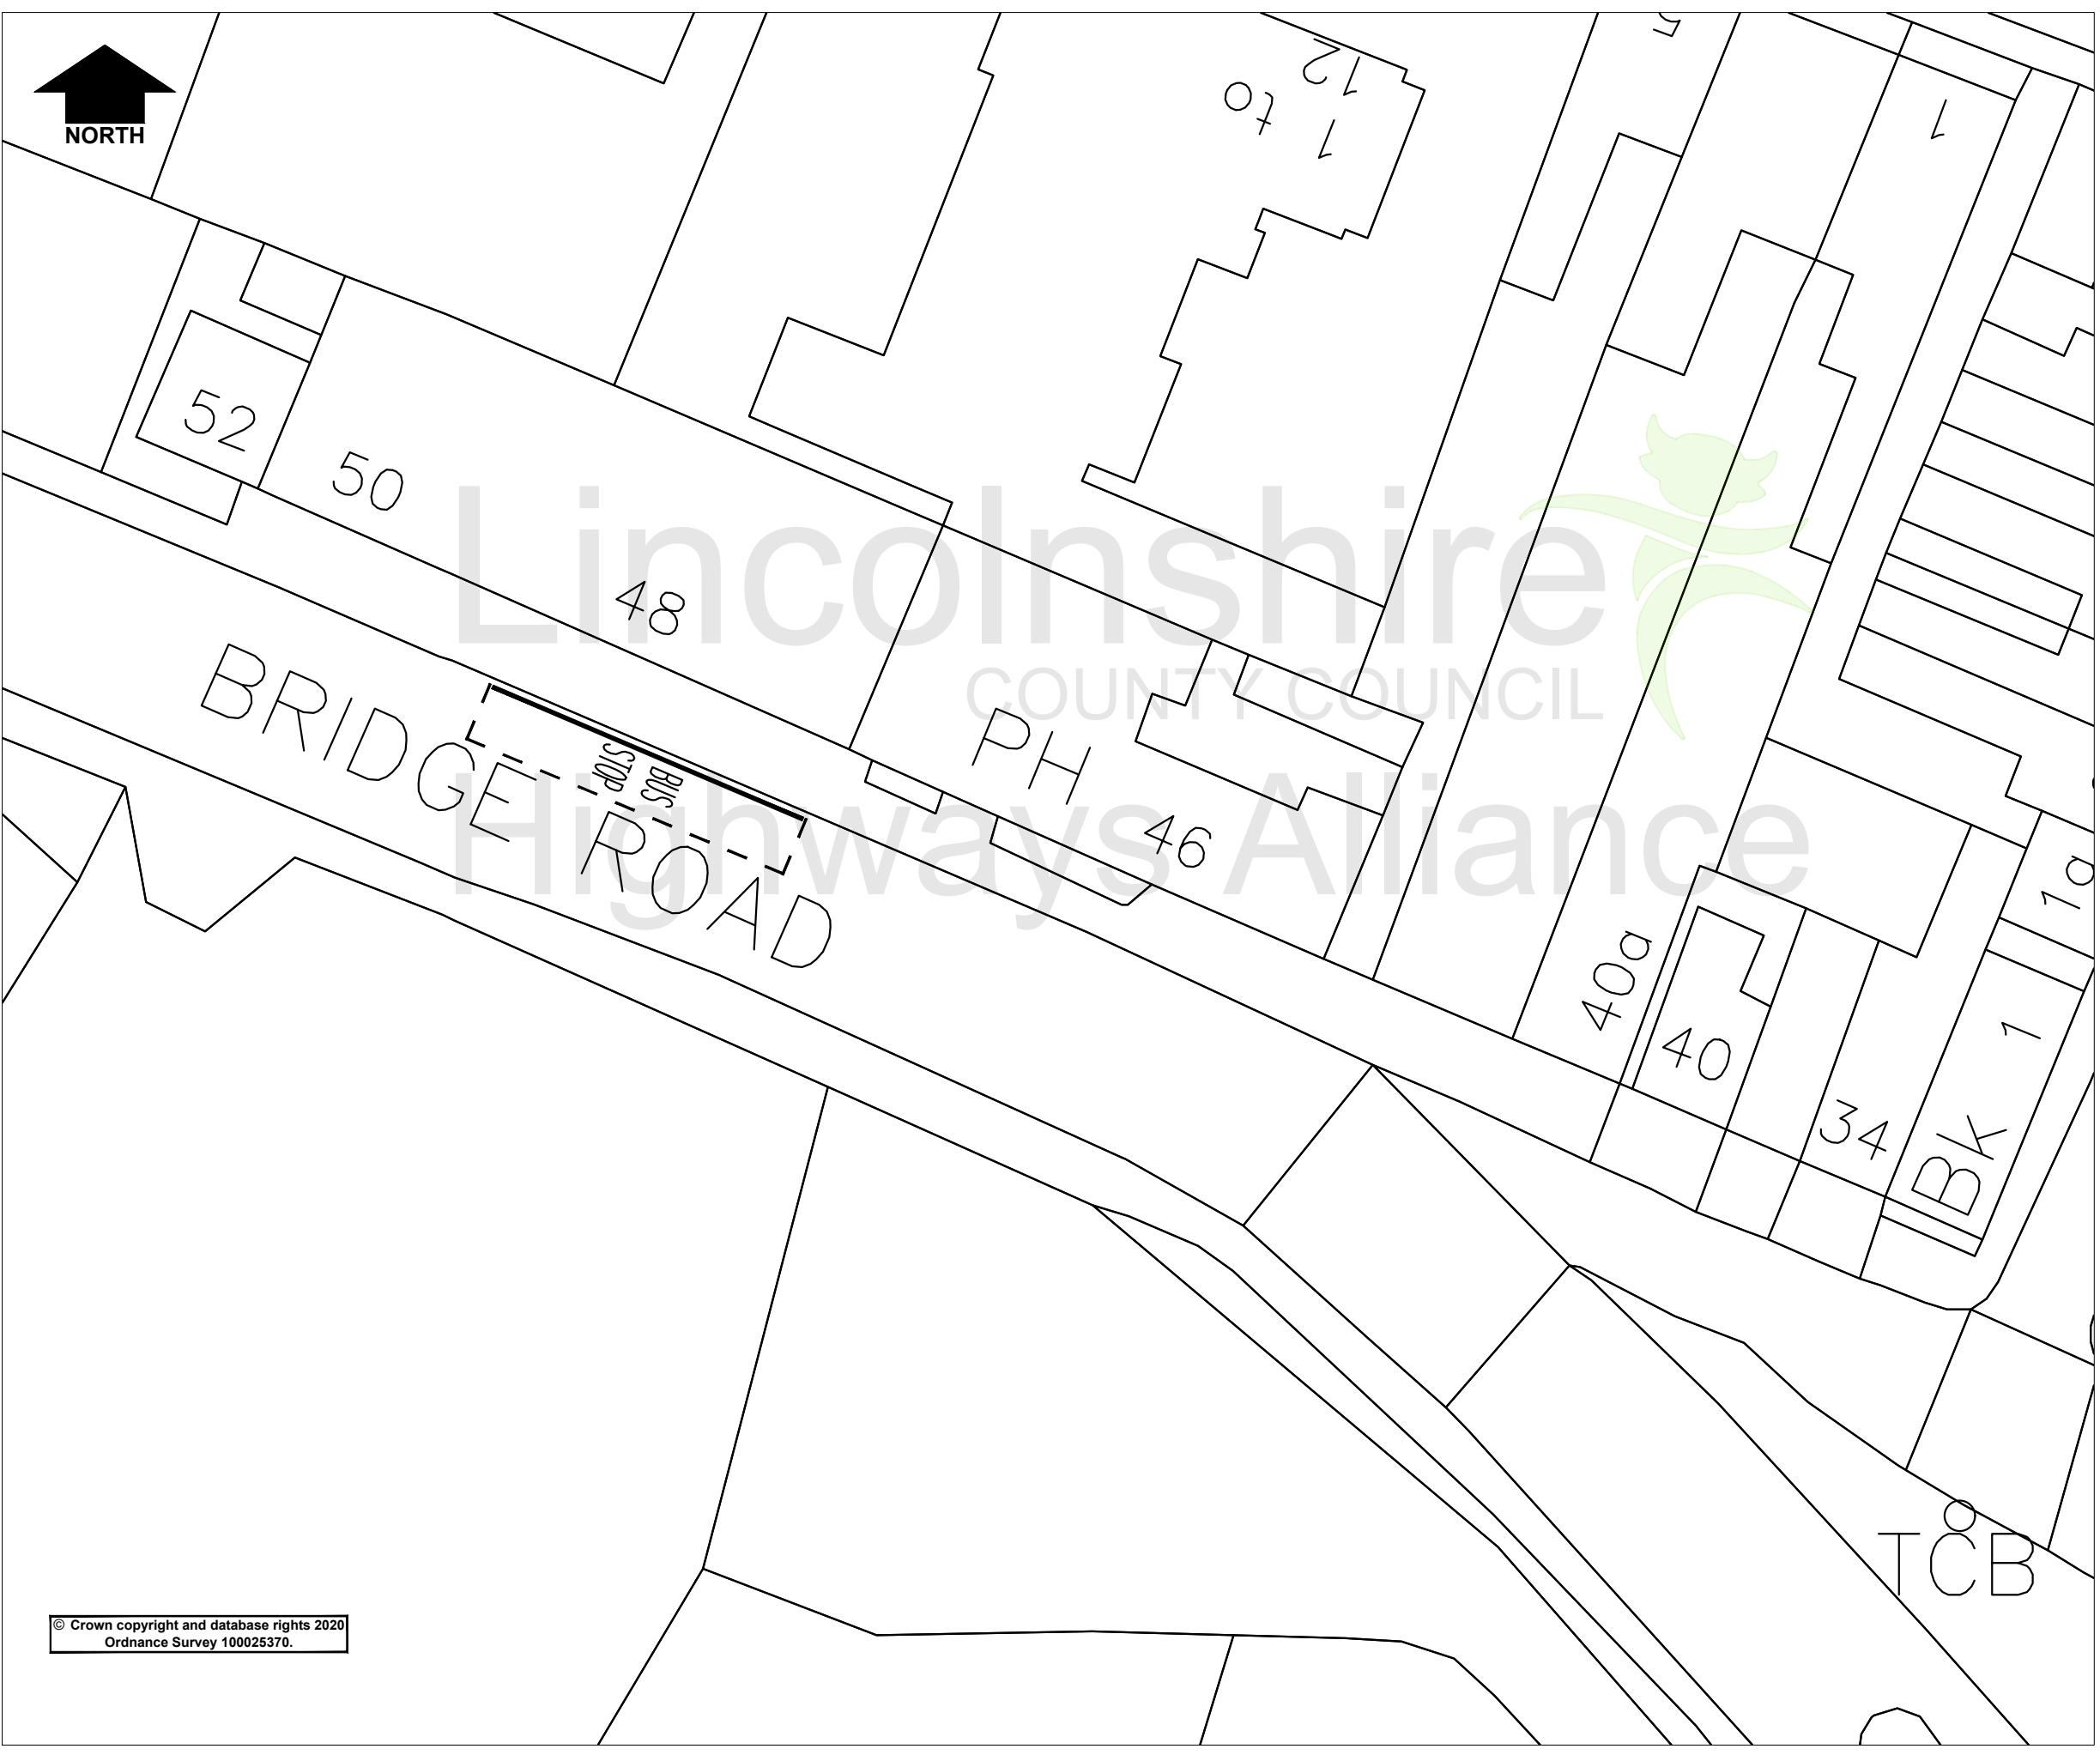 NORTH
5
12
to
1
1
52
50
48
Lincolnshire
COUNTY COUNCIL
Highways Alliance
BRIDGE ROAD
BUS
STOP
PH
46
40a
40
34
BK 1
1a
TCB
© Crown copyright and database rights 2020
Ordnance Survey 100025370.